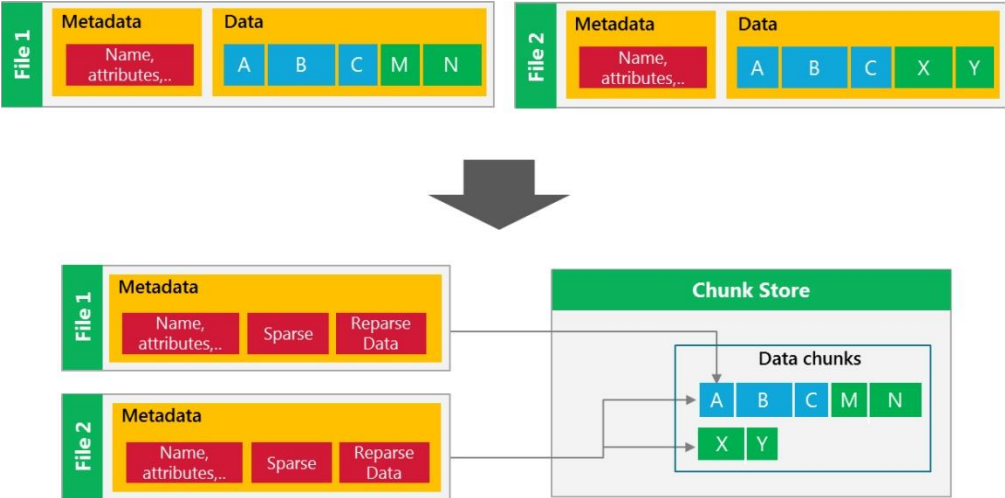 File 1
Metadata
Name,
attributes,..
Data
A B C M N
File 2
Metadata
Name,
attributes,..
Data
A B C X Y
File 1
Metadata
Name,
attributes,..
Sparse
Reparse
Data
File 2
Metadata
Name,
attributes,..
Sparse
Reparse
Data
Chunk Store
Data chunks
A B C M N
X Y